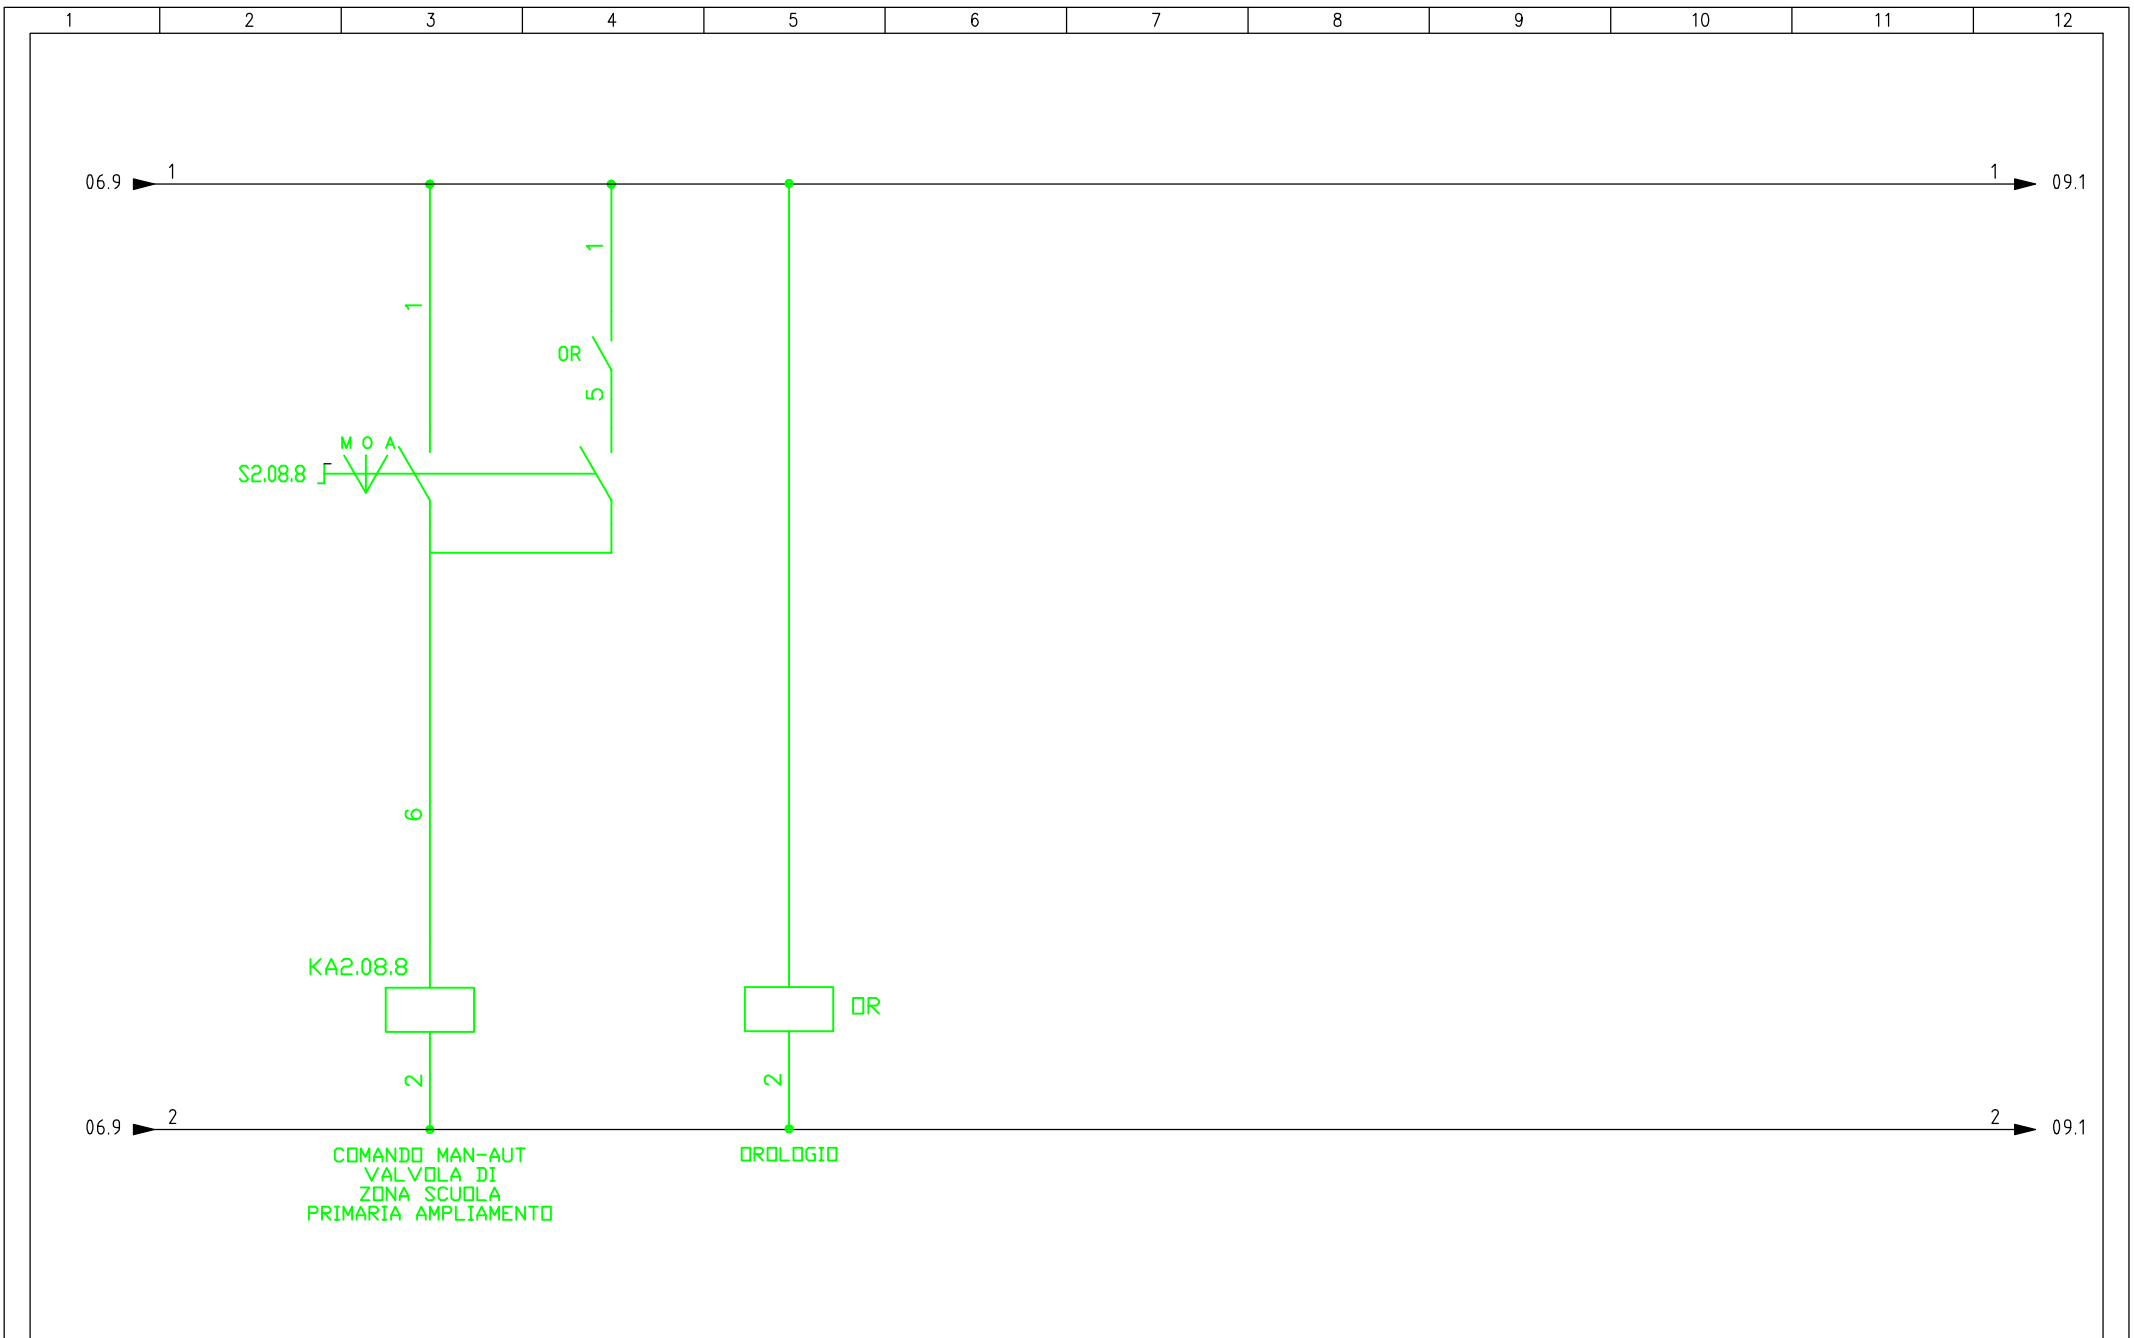 1 2 3 4 5 6 7 8 9 10 11 12
06.9 1 1 09.1
1
1
OR
5
M O A
S2.08.8
6
KA2.08.8
OR
2 2
06.9 2 2 09.1
COMANDO MAN-AUT
VALVOLA DI
ZONA SCUOLA
PRIMARIA AMPLIAMENTO
OROLOGIO